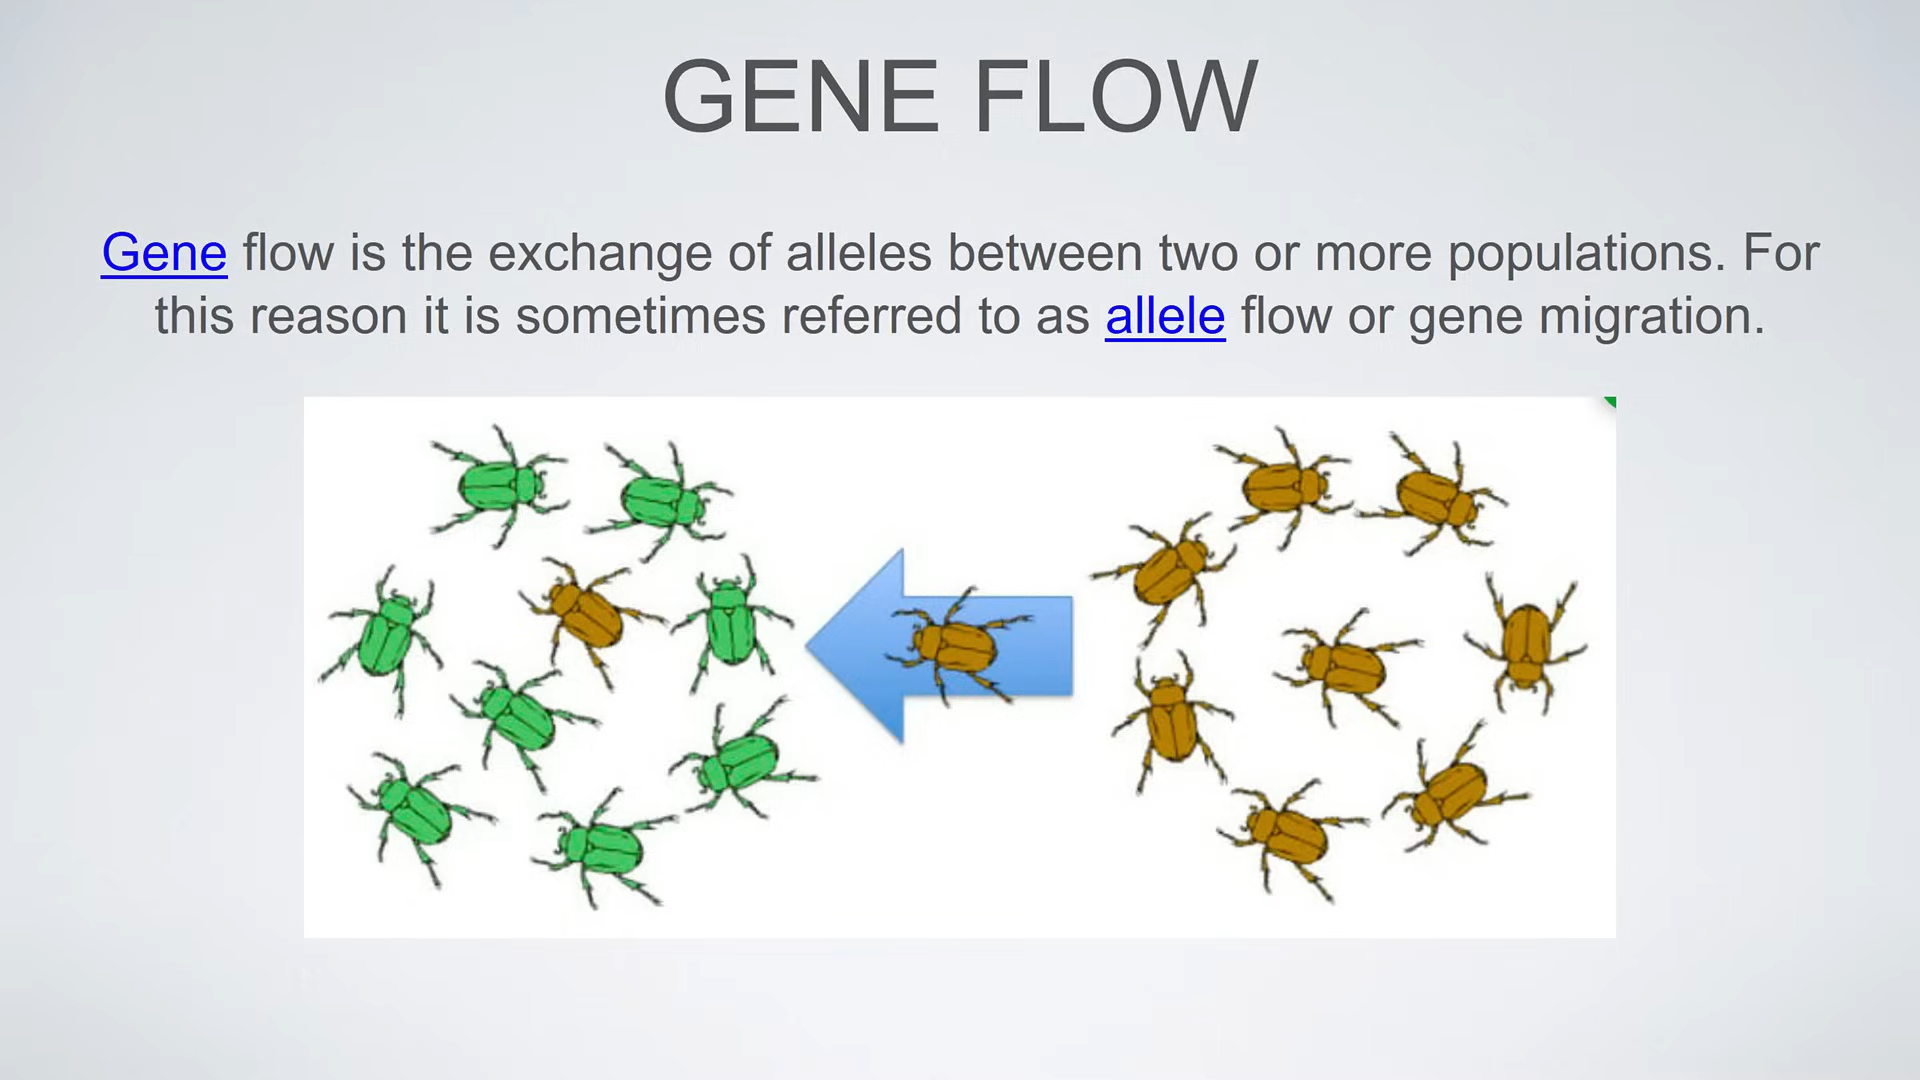 GENE FLOW
Gene flow is the exchange of alleles between two or more populations. For
this reason it is sometimes referred to as allele flow or gene migration.